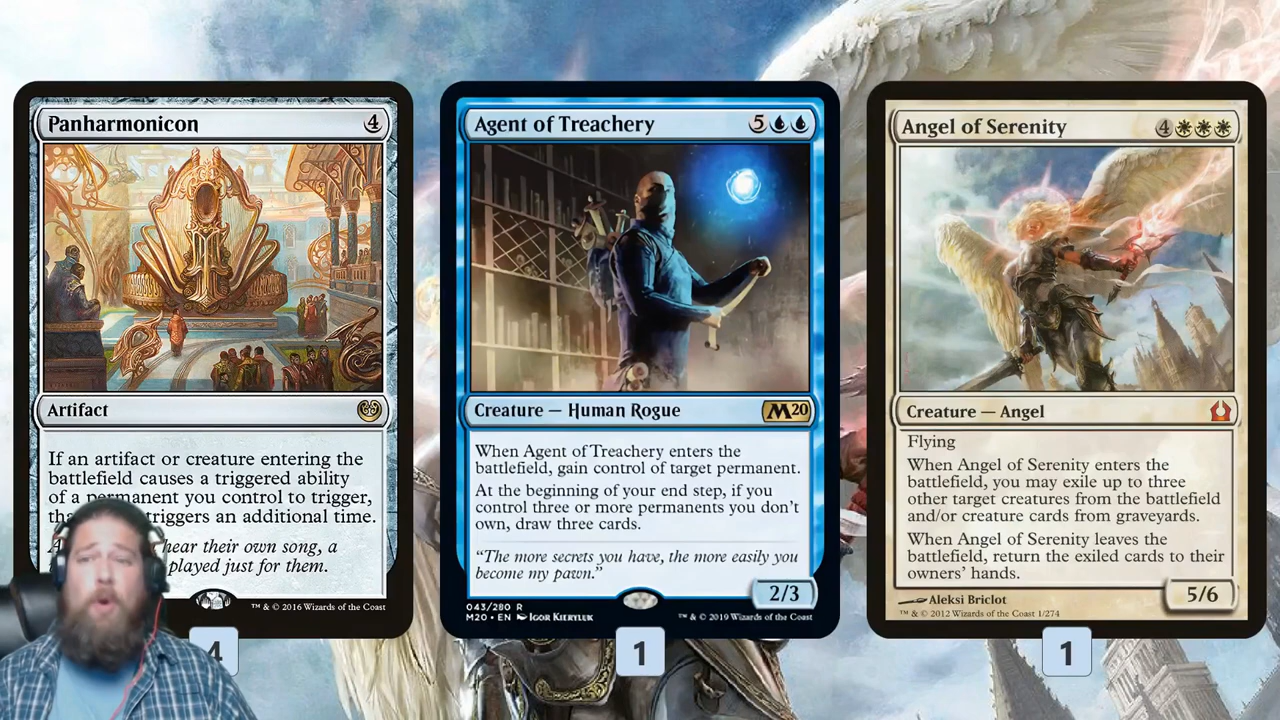 Panharmonicon 4
Artifact
If an artifact or creature entering the
battlefield causes a triggered ability
of a permanent you control to trigger,
triggers an additional time.
hear their own song, a
played just for them.
™ & © 2016 Wizards of the Coast
4
Agent of Treachery 5
Creature — Human Rogue M20
When Agent of Treachery enters the
battlefield, gain control of target permanent.
At the beginning of your end step, if you
control three or more permanents you don't
own, draw three cards.
"The more secrets you have, the more easily you
become my pawn."
2/3
043/280 R
M20 • EN Igor Kieryluk ™ & © 2019 Wizards of the Coast
1
Angel of Serenity 4
Creature — Angel
Flying
When Angel of Serenity enters the
battlefield, you may exile up to three
other target creatures from the battlefield
and/or creature cards from graveyards.
When Angel of Serenity leaves the
battlefield, return the exiled cards to their
owners' hands.
5/6
Aleksi Briclot
™ & © 2012 Wizards of the Coast 1/274
1